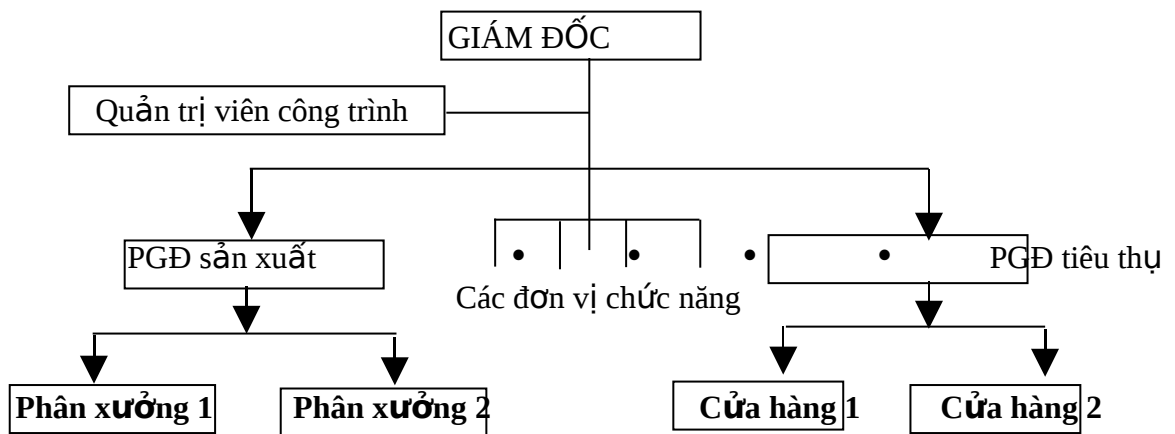 GIÁM ĐỐC
Quản trị viên công trình
PGĐ sản xuất
• • • • PGĐ tiêu thụ
Các đơn vị chức năng
Phân xưởng 1
Phân xưởng 2
Cửa hàng 1
Cửa hàng 2